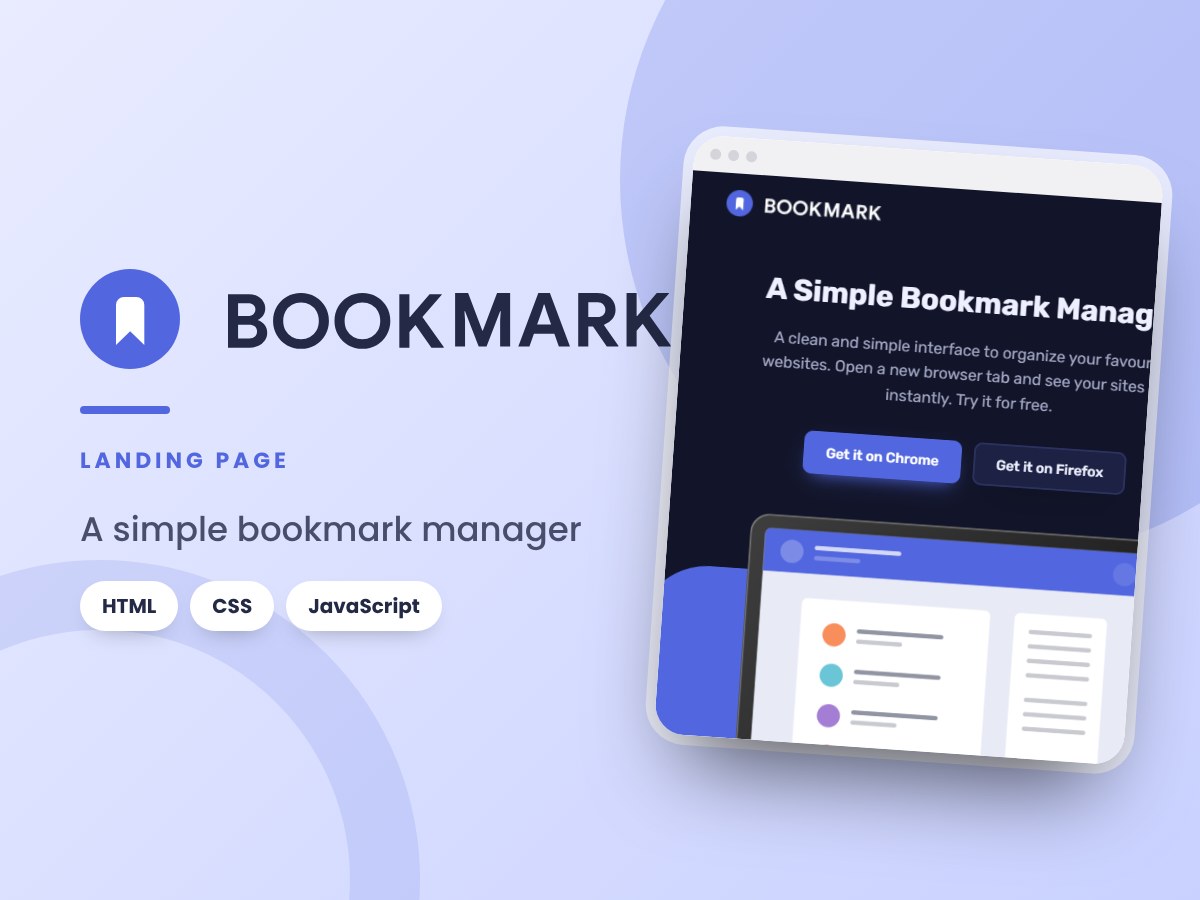 BOOKMARK
LANDING PAGE
A simple bookmark manager
HTML
CSS
JavaScript
BOOKMARK
A Simple Bookmark Manag
A clean and simple interface to organize your favour
websites. Open a new browser tab and see your sites
instantly. Try it for free.
Get it on Chrome
Get it on Firefox